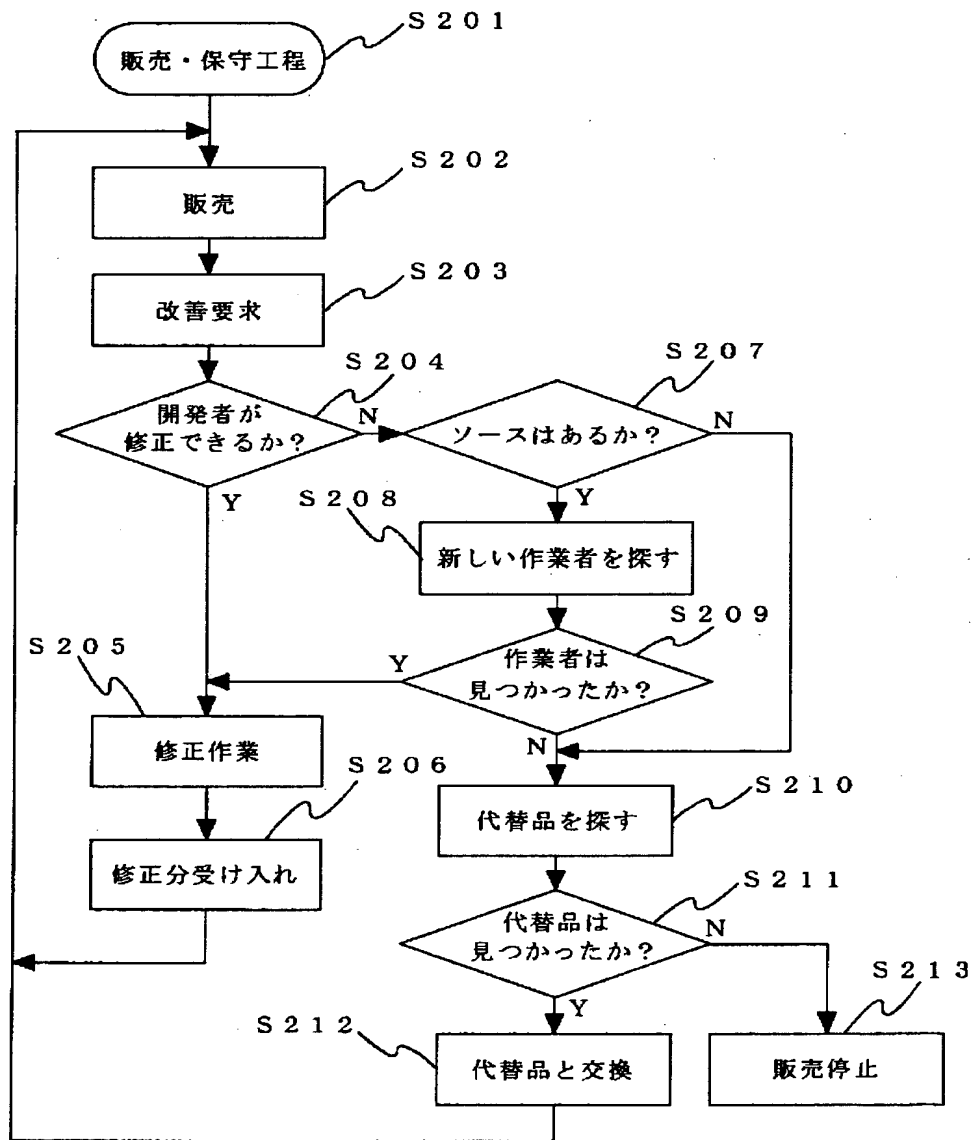 S201
販売・保守工程
S202
販売
S203
改善要求
S204
開発者が
修正できるか?
N
Y
S207
ソースはあるか?
N
Y
S208
新しい作業者を探す
S209
作業者は
見つかったか?
Y
N
S205
修正作業
S206
修正分受け入れ
S210
代替品を探す
S211
代替品は
見つかったか?
N
Y
S212
代替品と交換
S213
販売停止